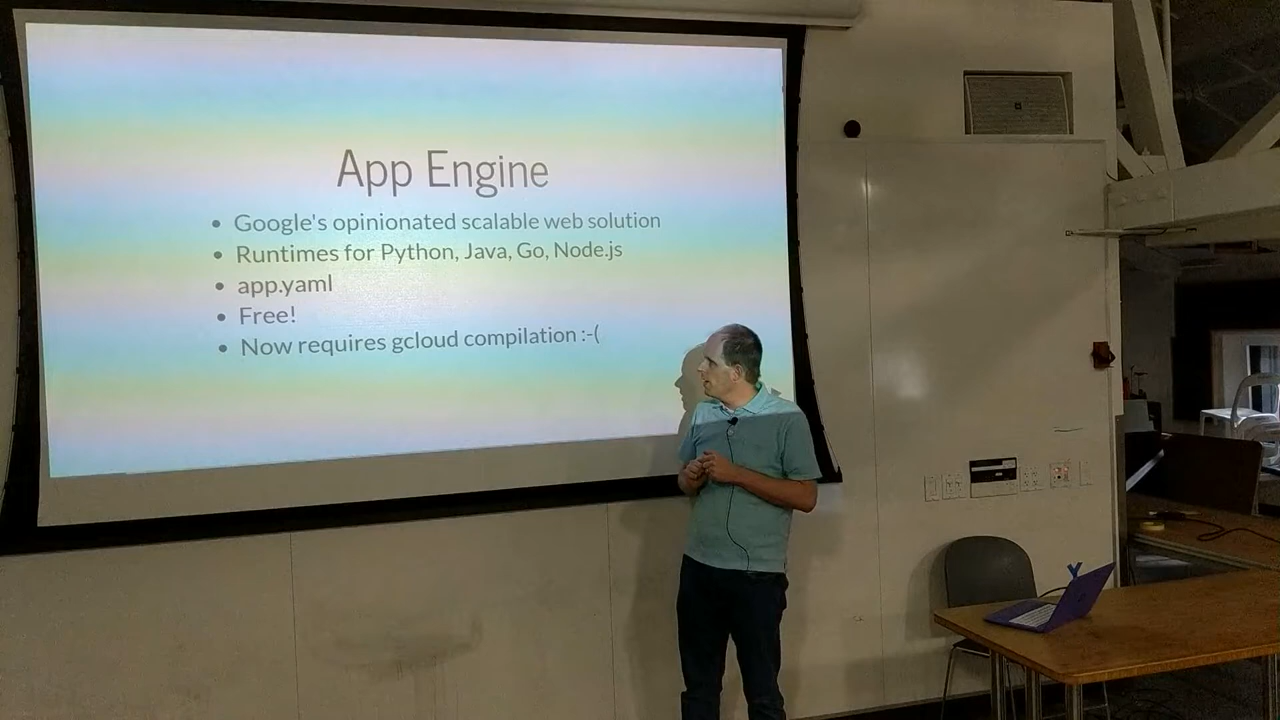 App Engine
• Google's opinionated scalable web solution
• Runtimes for Python, Java, Go, Node.js
• app.yaml
• Free!
• Now requires gcloud compilation :-(